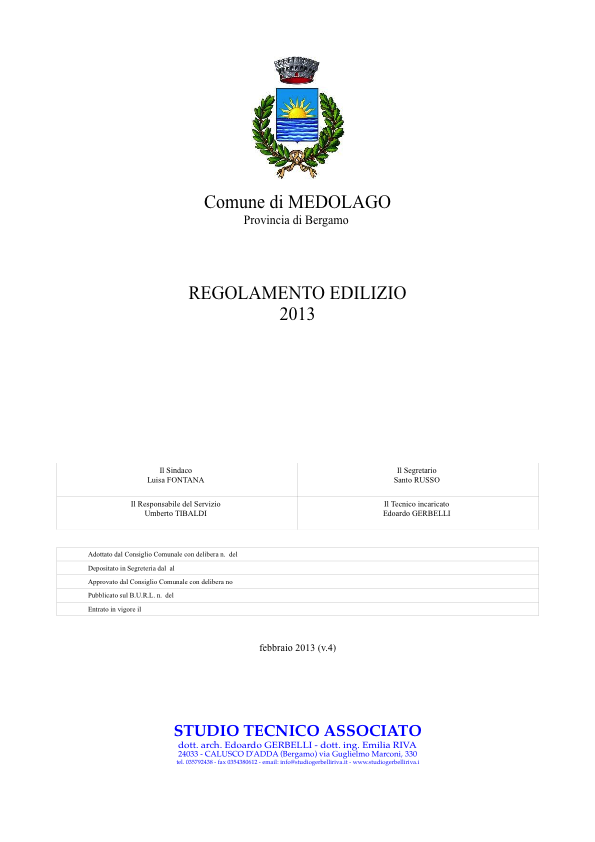 Comune di MEDOLAGO
Provincia di Bergamo
REGOLAMENTO EDILIZIO
2013
Il Sindaco
Luisa FONTANA
Il Segretario
Santo RUSSO
Il Responsabile del Servizio
Umberto TIBALDI
Il Tecnico incaricato
Edoardo GERBELLI
Adottato dal Consiglio Comunale con delibera n.  del
Depositato in Segreteria dal  al
Approvato dal Consiglio Comunale con delibera no
Pubblicato sul B.U.R.L. n.  del
Entrato in vigore il
febbraio 2013 (v.4)
STUDIO TECNICO ASSOCIATO
dott. arch. Edoardo GERBELLI - dott. ing. Emilia RIVA
24033 - CALUSCO D'ADDA (Bergamo) via Guglielmo Marconi, 330
tel. 035792438 - fax 0354380612 - email: info@studiogerbelliriva.it - www.studiogerbelliriva.i